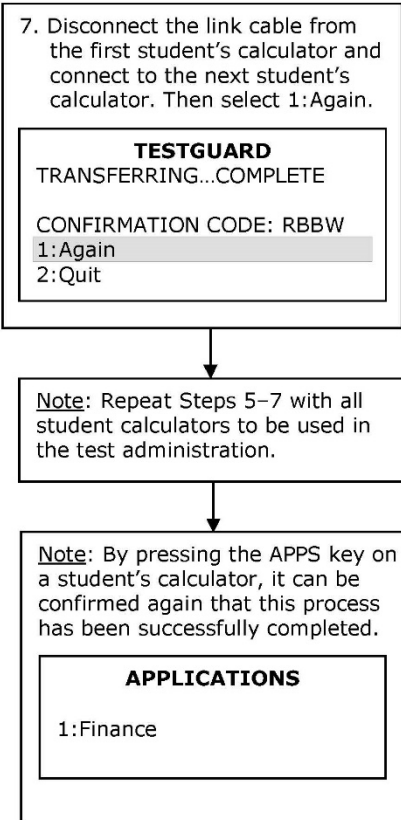 7. Disconnect the link cable from
the first student's calculator and
connect to the next student's
calculator. Then select 1:Again.
TESTGUARD
TRANSFERRING...COMPLETE
CONFIRMATION CODE: RBBW
1:Again
2:Quit
Note: Repeat Steps 5–7 with all
student calculators to be used in
the test administration.
Note: By pressing the APPS key on
a student's calculator, it can be
confirmed again that this process
has been successfully completed.
APPLICATIONS
1:Finance